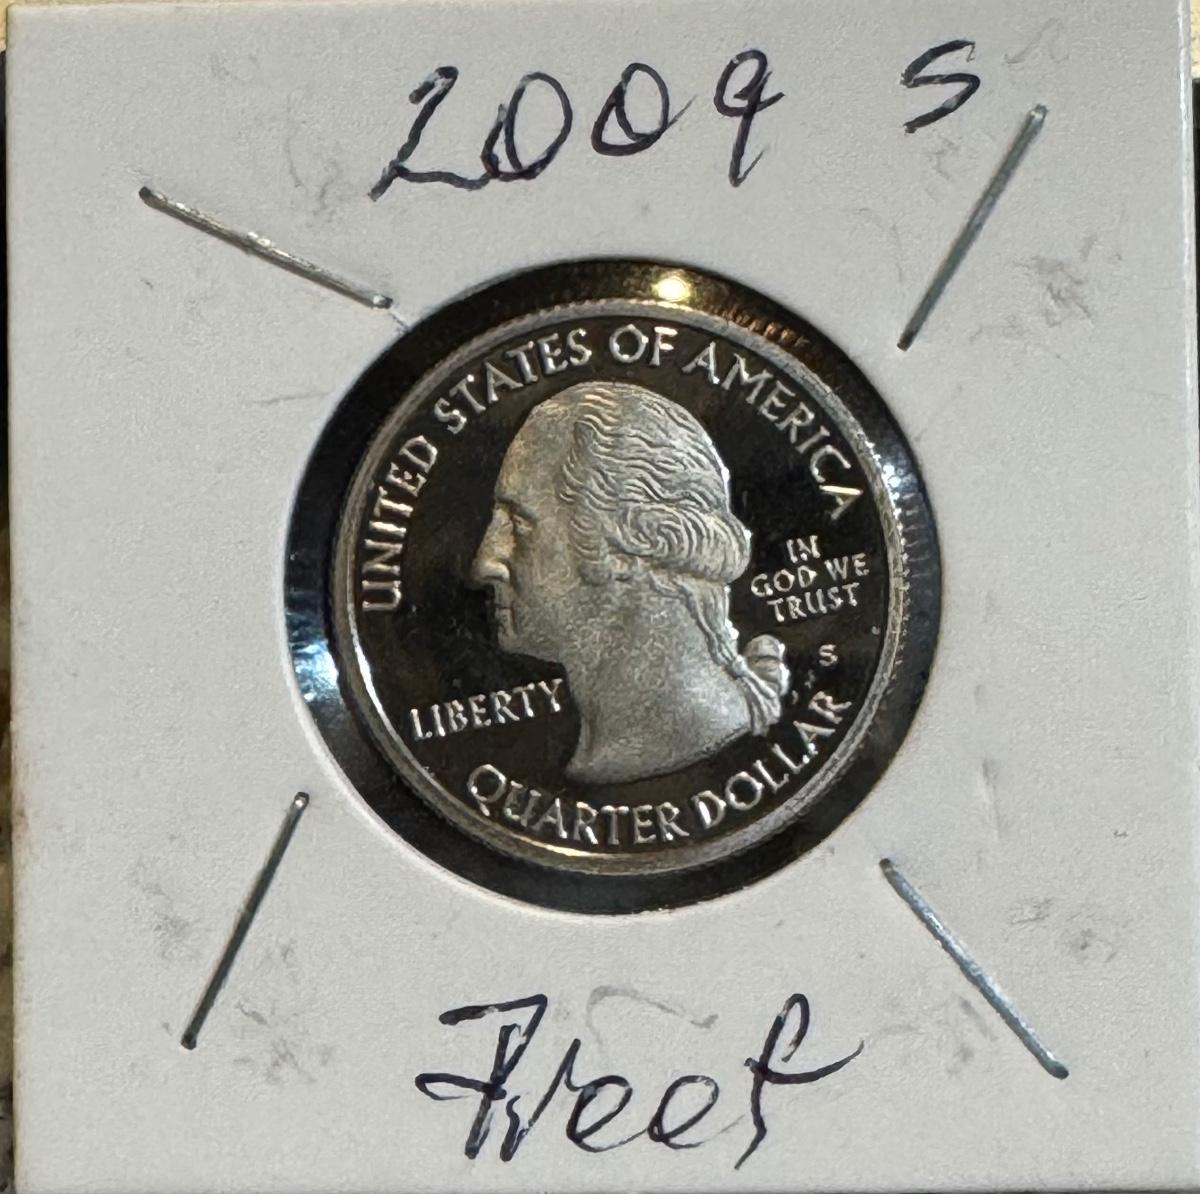 2009 S
UNITED STATES OF AMERICA
IN
GOD WE
TRUST
S
LIBERTY
QUARTER DOLLAR
Proof